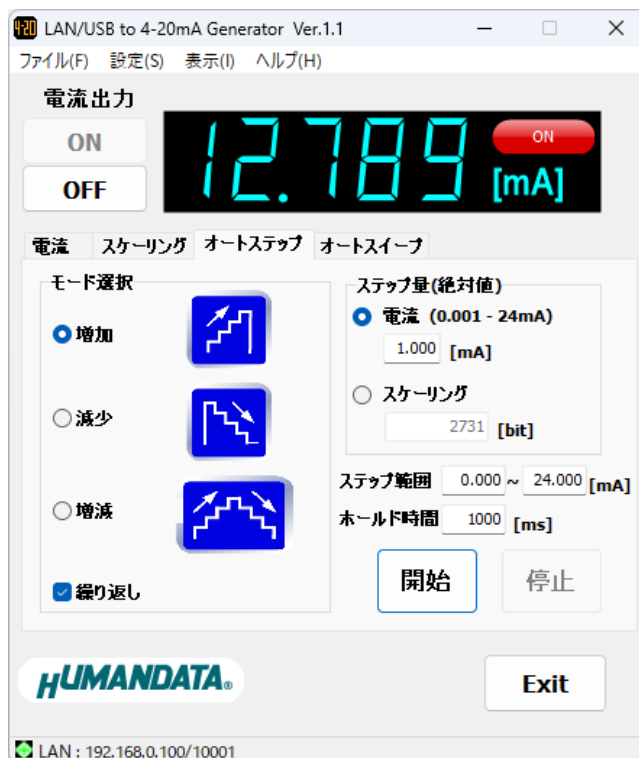 420 LAN/USB to 4-20mA Generator Ver.1.1
ファイル(F) 設定(S) 表示(I) ヘルプ(H)
電流出力
ON
OFF
12.789
ON
[mA]
電流 スケーリング オートステップ オートスイープ
モード選択
増加
減少
増減
繰り返し
ステップ量(絶対値)
電流 (0.001 - 24mA)
1.000 [mA]
スケーリング
2731 [bit]
ステップ範囲 0.000 ~ 24.000 [mA]
ホールド時間 1000 [ms]
開始 停止
HUMANDATA®
Exit
LAN : 192.168.0.100/10001